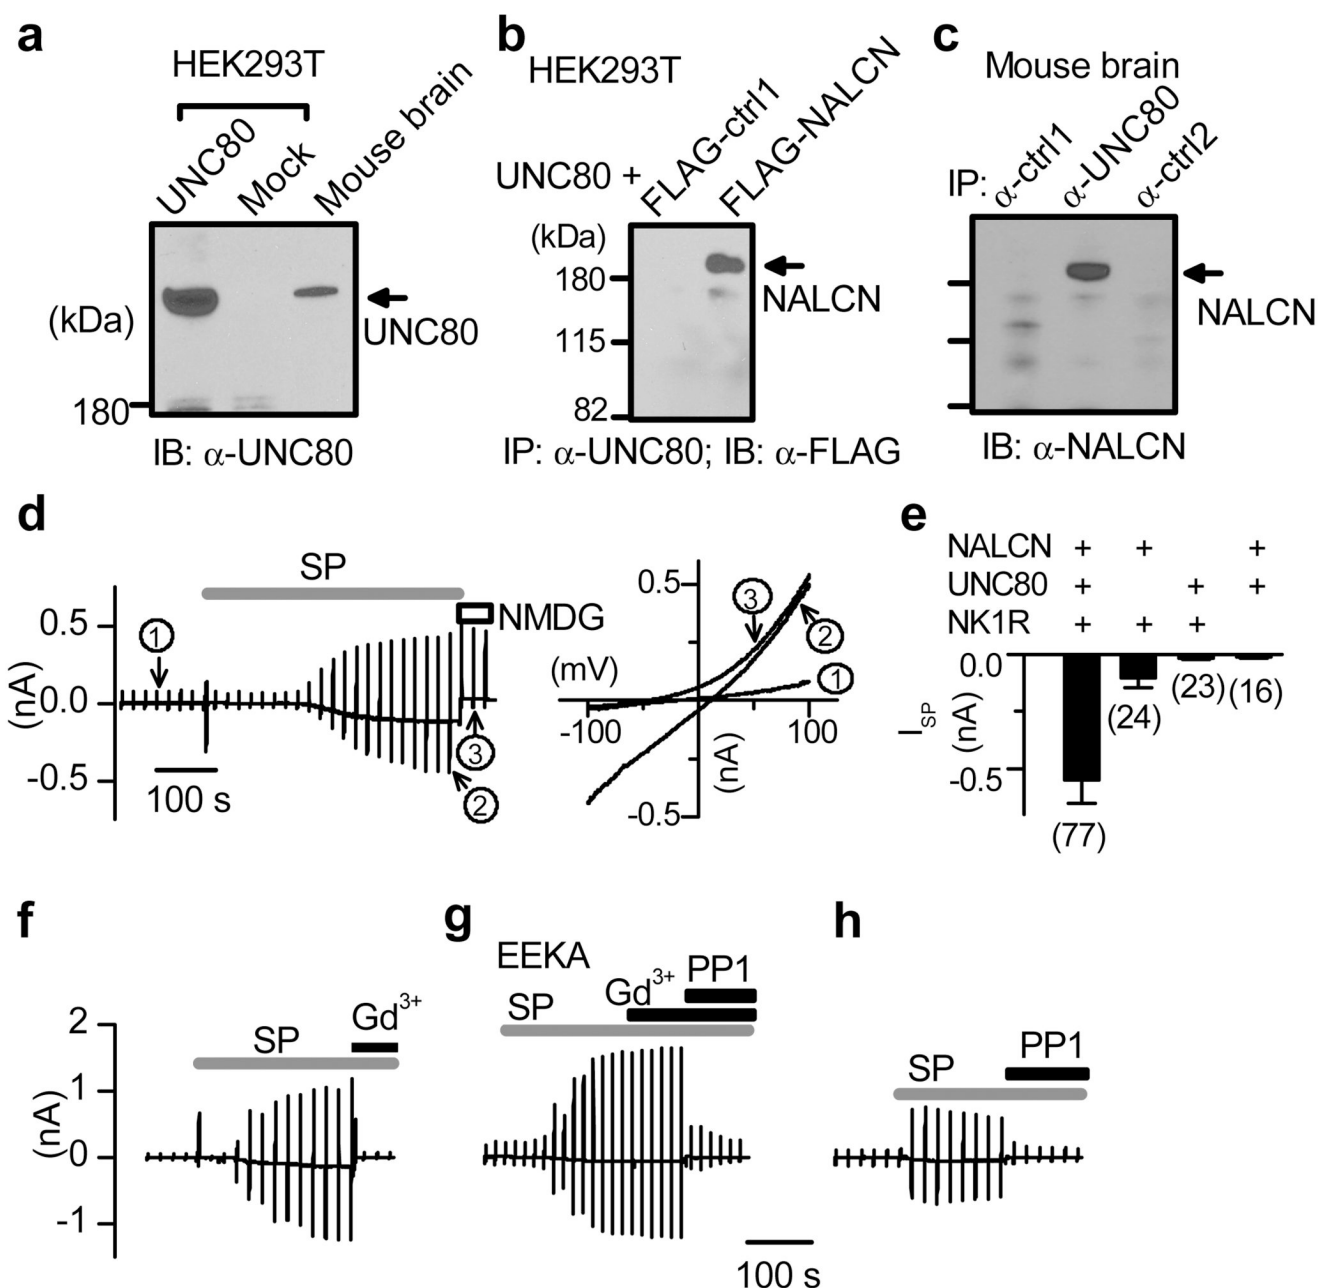 a
HEK293T
UNC80
Mock
Mouse brain
(kDa)
180
UNC80
IB: α-UNC80
b
HEK293T
UNC80 +
FLAG-ctrl1
FLAG-NALCN
(kDa)
180
115
82
NALCN
IP: α-UNC80; IB: α-FLAG
c
Mouse brain
IP:
α-ctrl1
α-UNC80
α-ctrl2
NALCN
IB: α-NALCN
d
SP
NMDG
0.5
0.0
-0.5
(nA)
1
3
2
100 s
0.5
(mV)
3
2
1
-100
100
-0.5
(nA)
e
NALCN + + +
UNC80 + + +
NK1R + + +
0.0
-0.5
I_SP (nA)
(77)
(24)
(23)
(16)
f
SP
Gd³⁺
2
1
0
-1
(nA)
g
EEKA
SP
Gd³⁺
PP1
100 s
h
SP
PP1